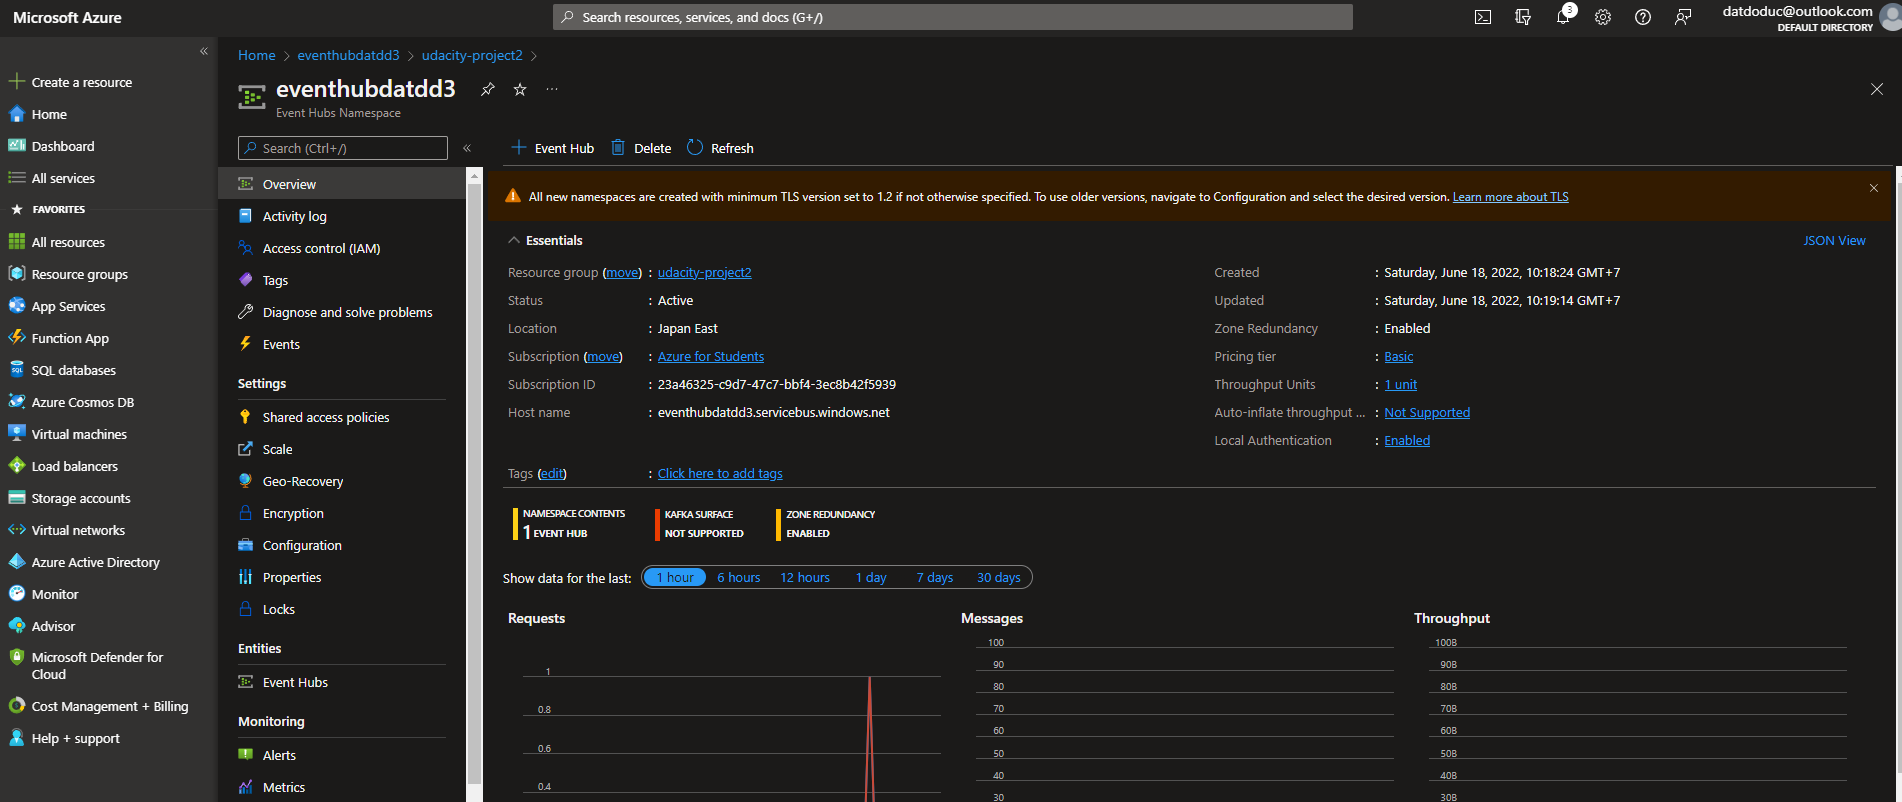 Microsoft Azure
Search resources, services, and docs (G+/)
3
datdoduc@outlook.com
DEFAULT DIRECTORY
«
Create a resource
Home
Dashboard
All services
FAVORITES
All resources
Resource groups
App Services
Function App
SQL databases
Azure Cosmos DB
Virtual machines
Load balancers
Storage accounts
Virtual networks
Azure Active Directory
Monitor
Advisor
Microsoft Defender for
Cloud
Cost Management + Billing
Help + support
Home > eventhubdatdd3 > udacity-project2 >
eventhubdatdd3
Event Hubs Namespace
Search (Ctrl+/)
«
Overview
Activity log
Access control (IAM)
Tags
Diagnose and solve problems
Events
Settings
Shared access policies
Scale
Geo-Recovery
Encryption
Configuration
Properties
Locks
Entities
Event Hubs
Monitoring
Alerts
Metrics
Event Hub Delete Refresh
All new namespaces are created with minimum TLS version set to 1.2 if not otherwise specified. To use older versions, navigate to Configuration and select the desired version. Learn more about TLS
Essentials
JSON View
Resource group (move) : udacity-project2
Status : Active
Location : Japan East
Subscription (move) : Azure for Students
Subscription ID : 23a46325-c9d7-47c7-bbf4-3ec8b42f5939
Host name : eventhubdatdd3.servicebus.windows.net
Created : Saturday, June 18, 2022, 10:18:24 GMT+7
Updated : Saturday, June 18, 2022, 10:19:14 GMT+7
Zone Redundancy : Enabled
Pricing tier : Basic
Throughput Units : 1 unit
Auto-inflate throughput ... : Not Supported
Local Authentication : Enabled
Tags (edit) : Click here to add tags
NAMESPACE CONTENTS
1 EVENT HUB
KAFKA SURFACE
NOT SUPPORTED
ZONE REDUNDANCY
ENABLED
Show data for the last: 1 hour 6 hours 12 hours 1 day 7 days 30 days
Requests
1
0.8
0.6
0.4
Messages
100
90
80
70
60
50
40
30
Throughput
100B
90B
80B
70B
60B
50B
40B
30B